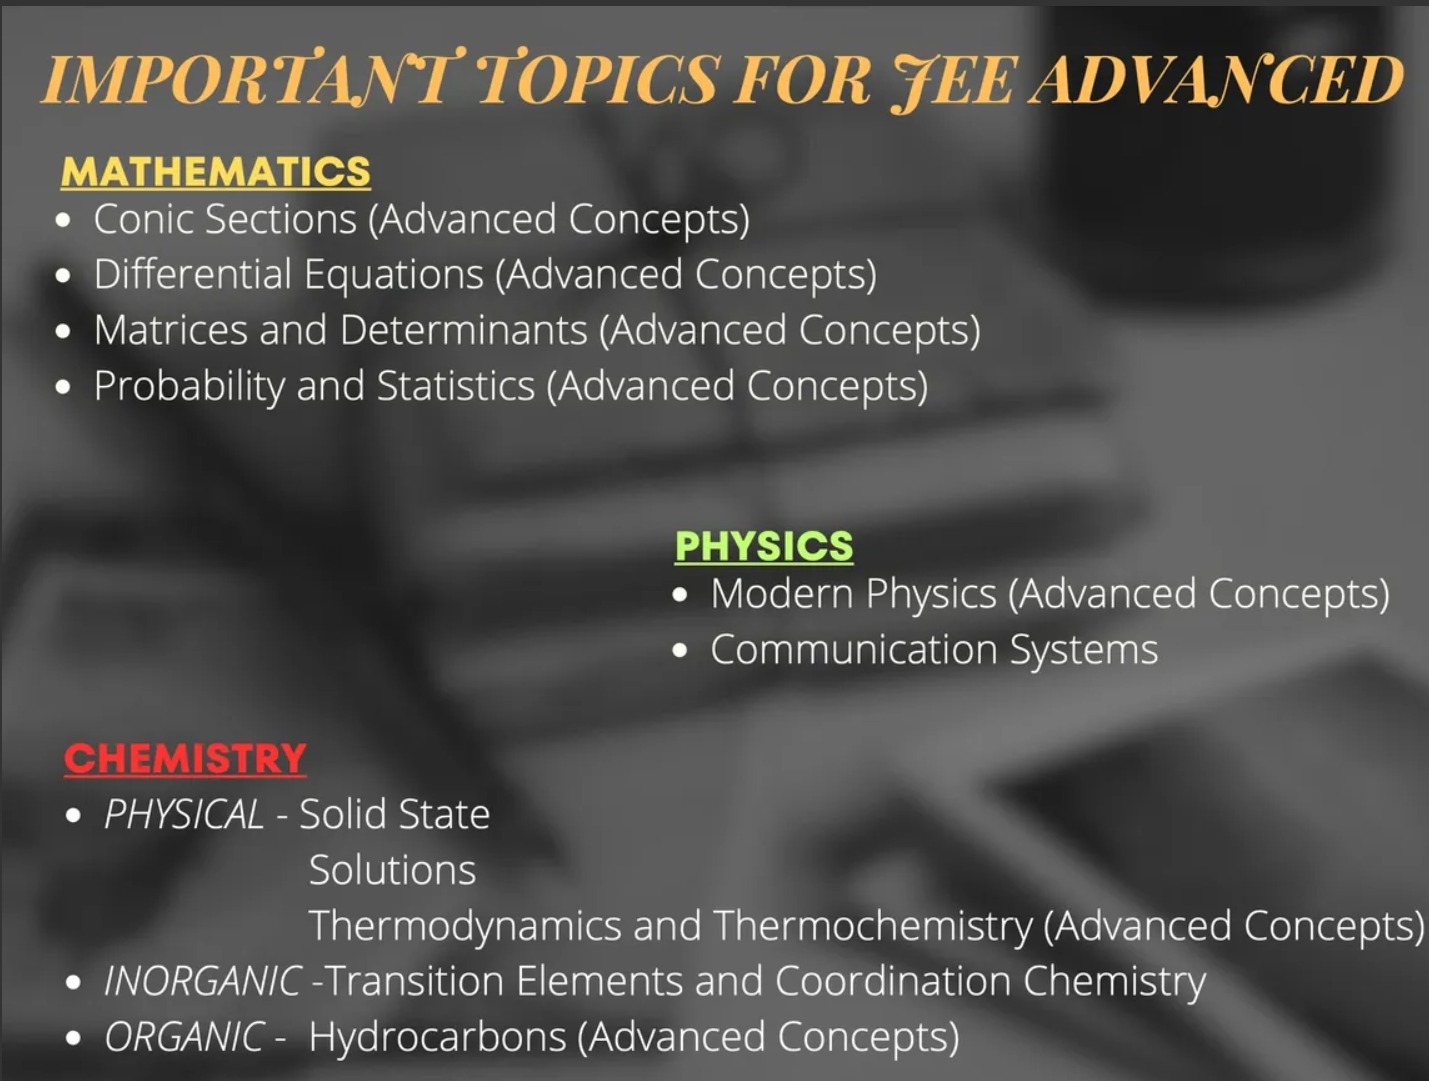 IMPORTANT TOPICS FOR JEE ADVANCED
MATHEMATICS
• Conic Sections (Advanced Concepts)
• Differential Equations (Advanced Concepts)
• Matrices and Determinants (Advanced Concepts)
• Probability and Statistics (Advanced Concepts)
PHYSICS
• Modern Physics (Advanced Concepts)
• Communication Systems
CHEMISTRY
• PHYSICAL - Solid State
Solutions
Thermodynamics and Thermochemistry (Advanced Concepts)
• INORGANIC -Transition Elements and Coordination Chemistry
• ORGANIC - Hydrocarbons (Advanced Concepts)